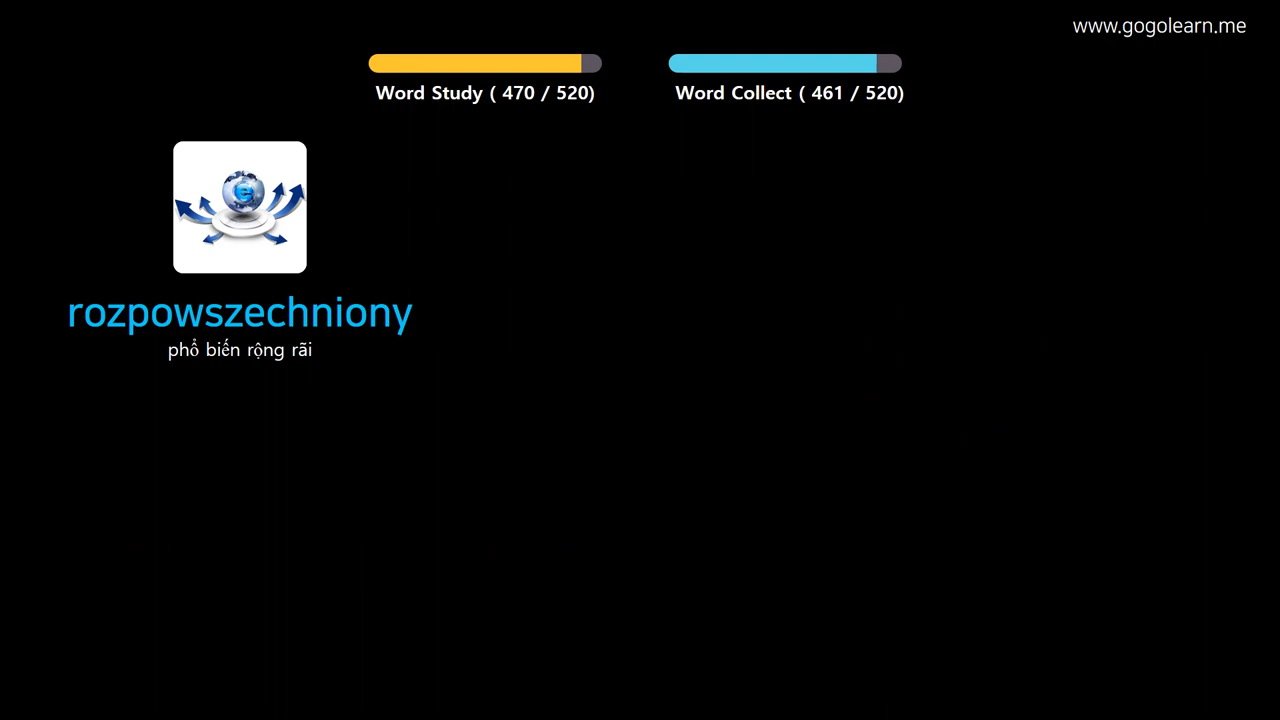 www.gogolearn.me
Word Study ( 470 / 520)
Word Collect ( 461 / 520)
rozpowszechniony
phổ biến rộng rãi